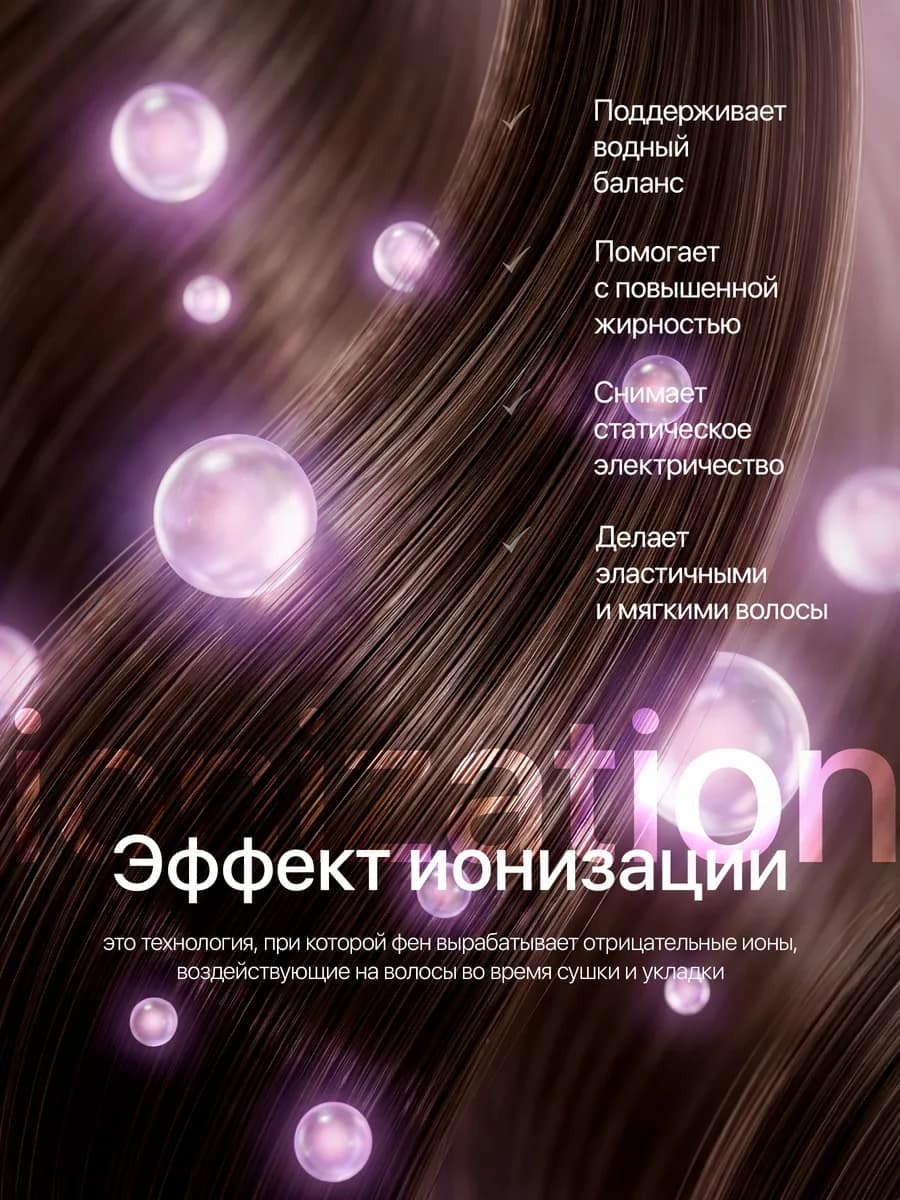 Поддерживает
водный
баланс
Помогает
с повышенной
жирностью
Снимает
статическое
электричество
Делает
эластичными
и мягкими волосы
ionization
Эффект ионизации
это технология, при которой фен вырабатывает отрицательные ионы,
воздействующие на волосы во время сушки и укладки